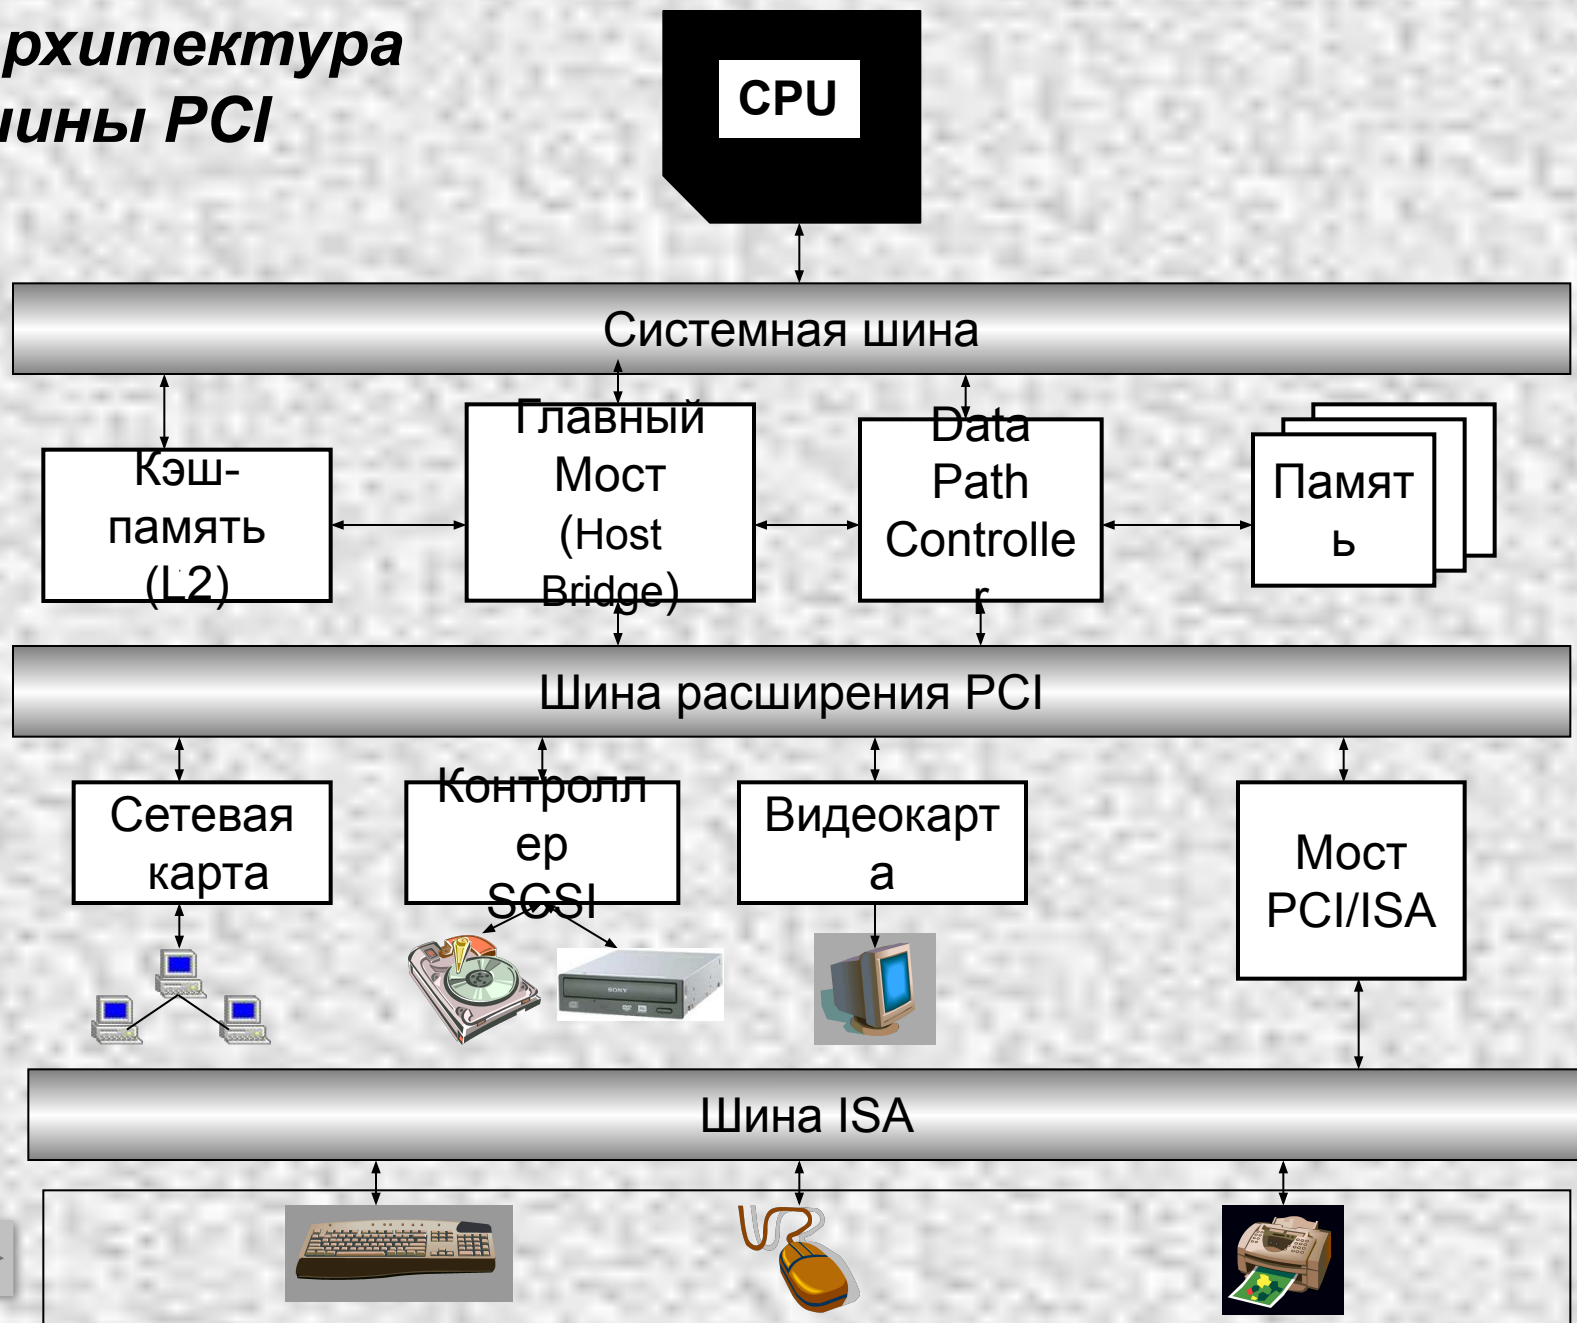 рхитектура
шины PCI
CPU
Системная шина
Кэш-
память
(L2)
Главный
Мост
(Host
Bridge)
Data
Path
Controlle
r
Памят
ь
Шина расширения PCI
Сетевая
карта
Контролл
ер
SCSI
Видеокарт
а
Мост
PCI/ISA
SONY
Шина ISA